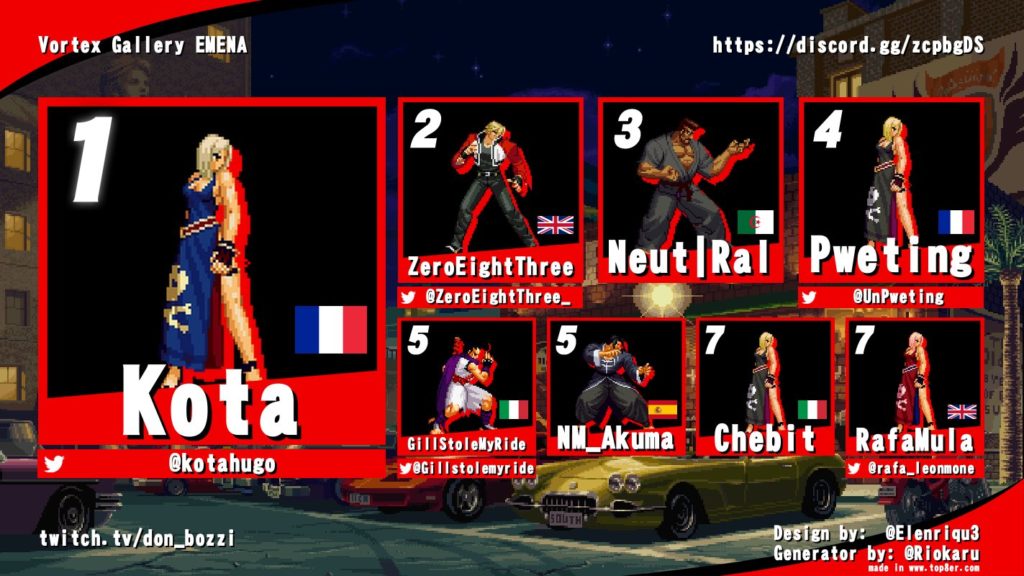 Vortex Gallery EMENA
https://discord.gg/zcpbgDS
1
Kota
@kotahugo
2
ZeroEightThree
@ZeroEightThree_
3
Neut|Ral
4
Pweting
@UnPweting
5
GillStoleMyRide
@Gillstolemyride
5
NM_Akuma
7
Chebit
7
RafaMula
@rafa_leonmone
SOUTH
twitch.tv/don_bozzi
Design by: @Elenriqu3
Generator by: @Riokaru
made in www.top8er.com